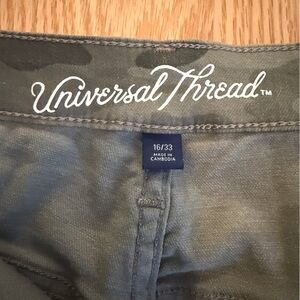 Universal Thread™
16/33
MADE IN
CAMBODIA